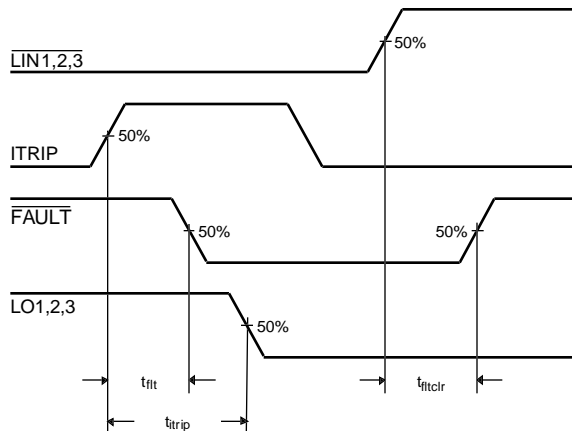 LIN1,2,3
50%
50%
ITRIP
FAULT
50%
50%
LO1,2,3
50%
tflt
tfltclr
titrip